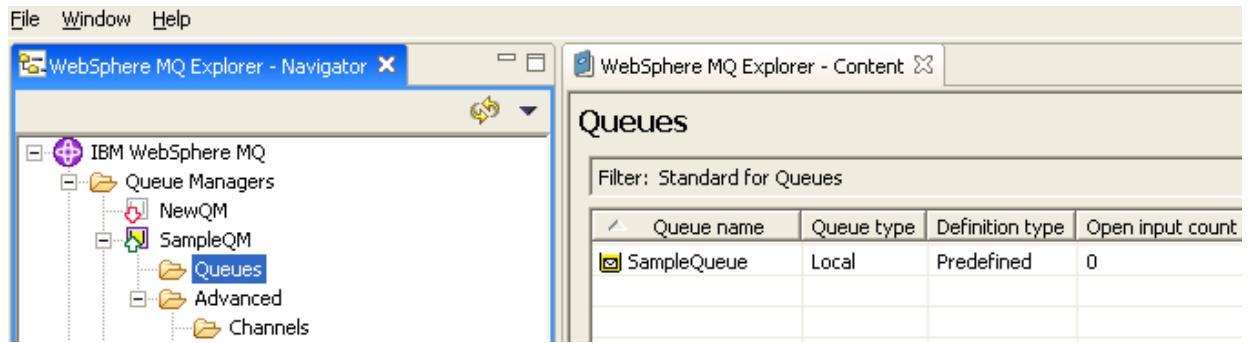 File Window Help
WebSphere MQ Explorer - Navigator
IBM WebSphere MQ
Queue Managers
NewQM
SampleQM
Queues
Advanced
Channels
WebSphere MQ Explorer - Content
Queues
Filter: Standard for Queues
Queue name Queue type Definition type Open input count
SampleQueue Local Predefined 0